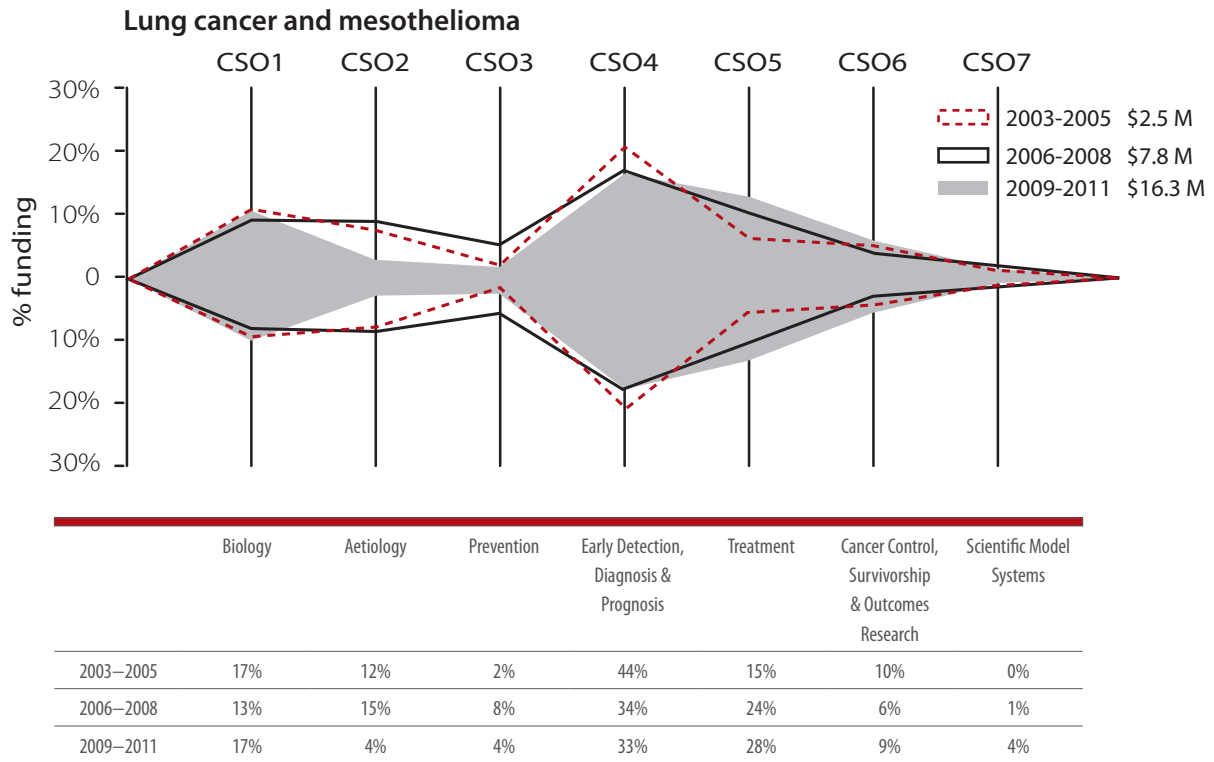 Lung cancer and mesothelioma
CSO1 CSO2 CSO3 CSO4 CSO5 CSO6 CSO7
30%
20%
10%
0
10%
20%
30%
% funding
2003-2005 $2.5 M
2006-2008 $7.8 M
2009-2011 $16.3 M
Biology Aetiology Prevention Early Detection, Treatment Cancer Control, Scientific Model
Diagnosis & Survivorship Systems
Prognosis & Outcomes
Research
2003–2005 17% 12% 2% 44% 15% 10% 0%
2006–2008 13% 15% 8% 34% 24% 6% 1%
2009–2011 17% 4% 4% 33% 28% 9% 4%